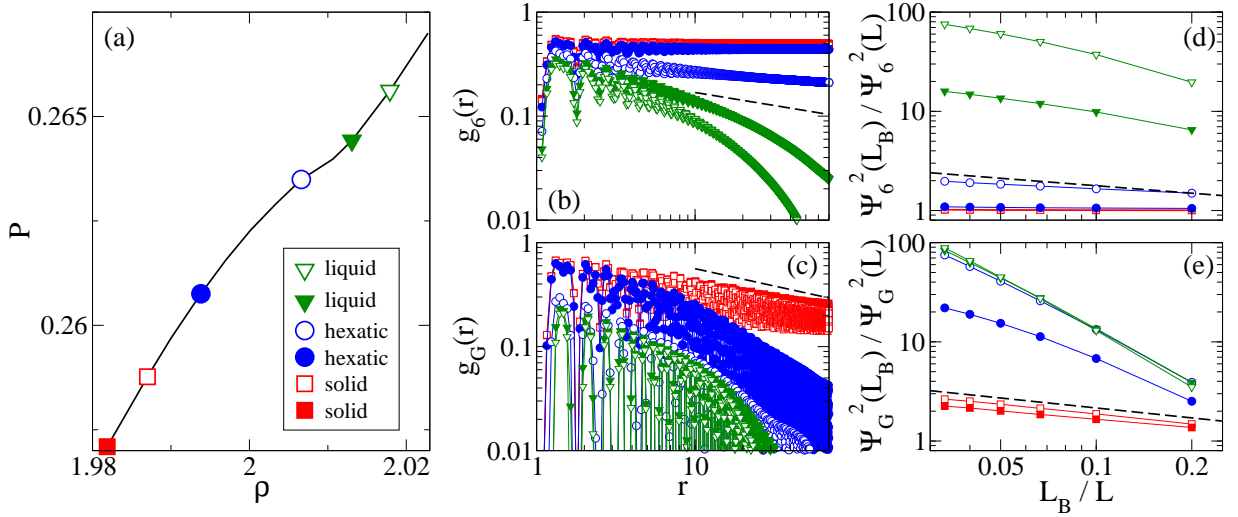 (a)
P
0.265
0.26
1.98
2
2.02
ρ
liquid
liquid
hexatic
hexatic
solid
solid
1
0.1
0.01
g6(r)
(b)
1
0.1
0.01
gG(r)
(c)
1
10
r
100
10
1
Ψ6²(LB) / Ψ6²(L)
(d)
100
10
1
ΨG²(LB) / ΨG²(L)
(e)
0.05
0.1
0.2
LB / L